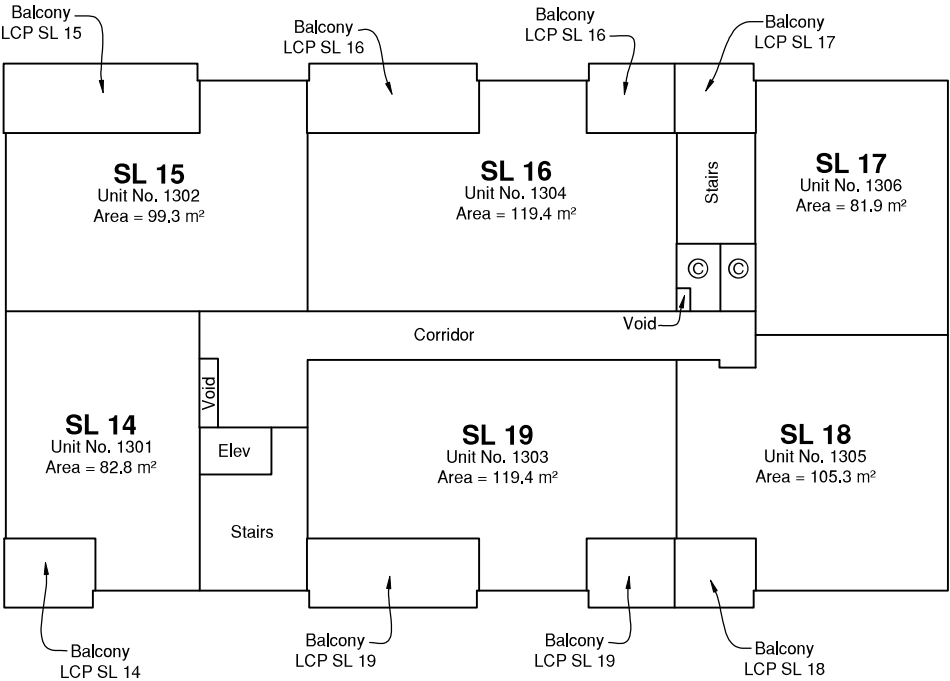 Balcony
LCP SL 15
Balcony
LCP SL 16
Balcony
LCP SL 16
Balcony
LCP SL 17
SL 15
Unit No. 1302
Area = 99.3 m²
SL 16
Unit No. 1304
Area = 119.4 m²
Stairs
SL 17
Unit No. 1306
Area = 81.9 m²
C
C
Void
Corridor
Void
SL 14
Unit No. 1301
Area = 82.8 m²
Elev
Stairs
SL 19
Unit No. 1303
Area = 119.4 m²
SL 18
Unit No. 1305
Area = 105.3 m²
Balcony
LCP SL 14
Balcony
LCP SL 19
Balcony
LCP SL 19
Balcony
LCP SL 18